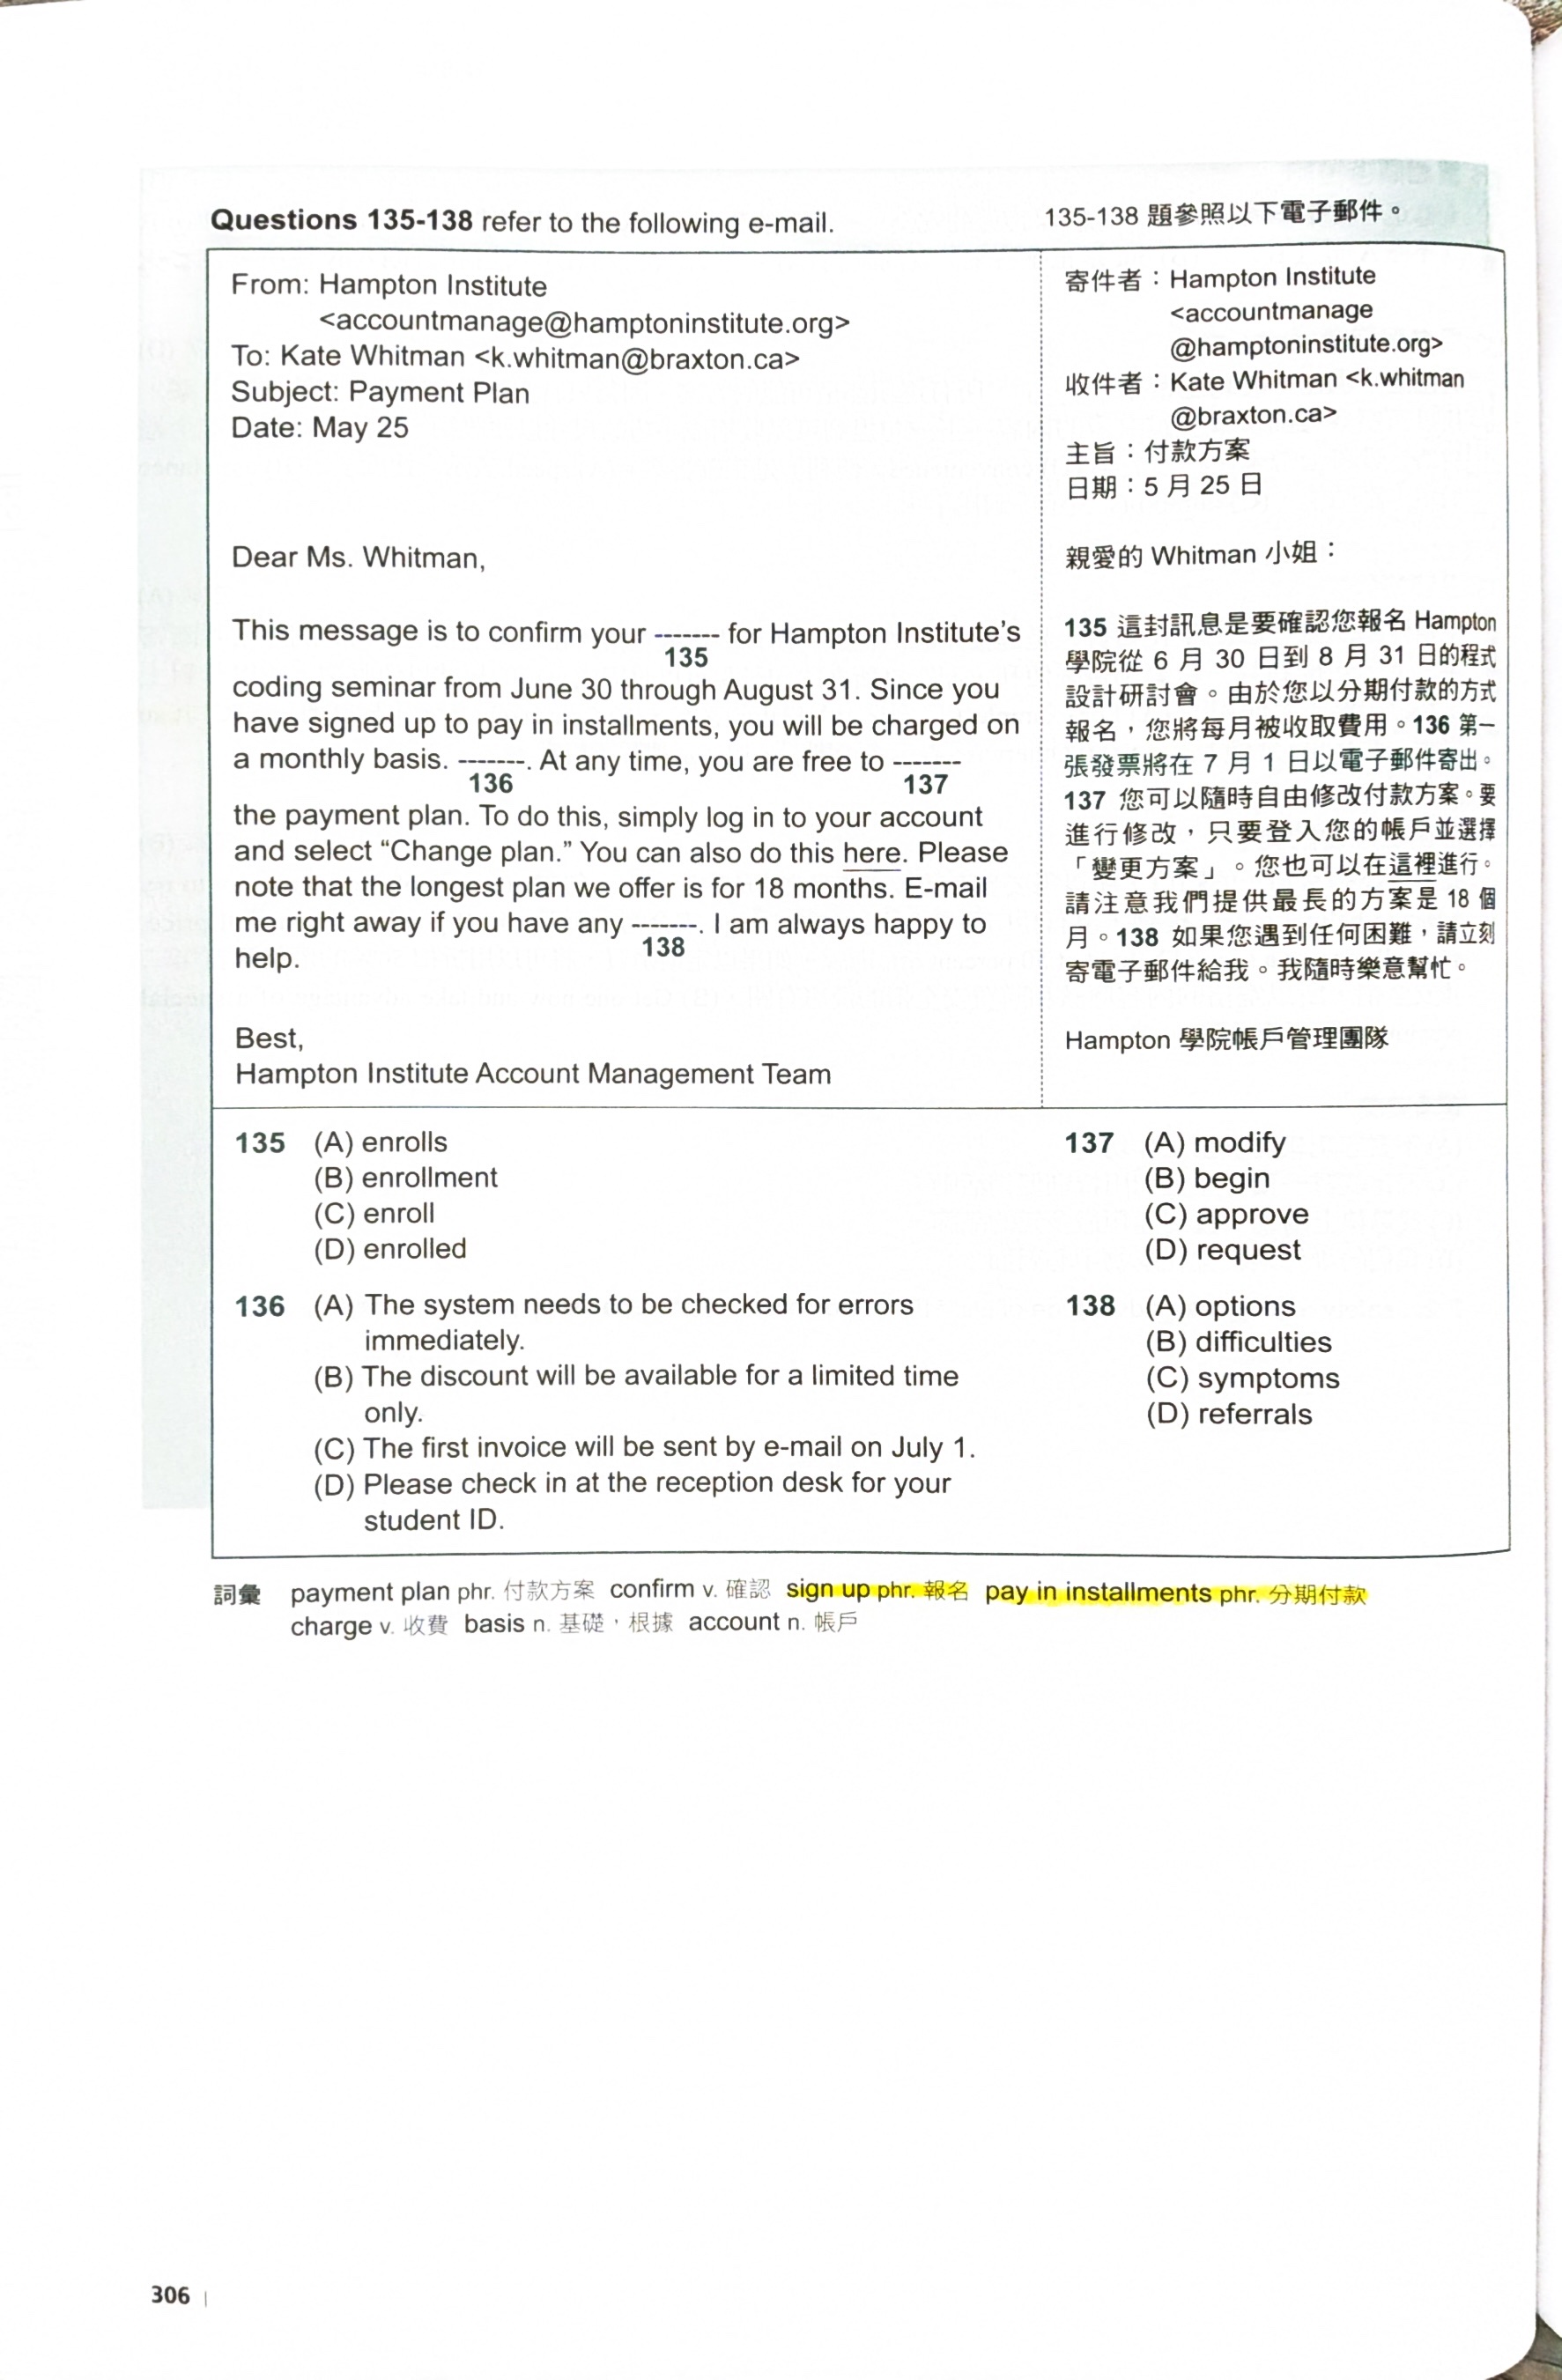 Questions 135-138 refer to the following e-mail.
135-138 題參照以下電子郵件。
From: Hampton Institute
<accountmanage@hamptoninstitute.org>
To: Kate Whitman <k.whitman@braxton.ca>
Subject: Payment Plan
Date: May 25
Dear Ms. Whitman,
This message is to confirm your ------- for Hampton Institute’s
135
coding seminar from June 30 through August 31. Since you
have signed up to pay in installments, you will be charged on
a monthly basis. -------. At any time, you are free to -------
136 137
the payment plan. To do this, simply log in to your account
and select “Change plan.” You can also do this here. Please
note that the longest plan we offer is for 18 months. E-mail
me right away if you have any -------. I am always happy to
138
help.
Best,
Hampton Institute Account Management Team
寄件者：Hampton Institute
<accountmanage
@hamptoninstitute.org>
收件者：Kate Whitman <k.whitman
@braxton.ca>
主旨：付款方案
日期：5 月 25 日
親愛的 Whitman 小姐：
135 這封訊息是要確認您報名 Hampton
學院從 6 月 30 日到 8 月 31 日的程式
設計研討會。由於您以分期付款的方式
報名，您將每月被收取費用。136 第一
張發票將在 7 月 1 日以電子郵件寄出。
137 您可以隨時自由修改付款方案。要
進行修改，只要登入您的帳戶並選擇
「變更方案」。您也可以在這裡進行。
請注意我們提供最長的方案是 18 個
月。138 如果您遇到任何困難，請立刻
寄電子郵件給我。我隨時樂意幫忙。
Hampton 學院帳戶管理團隊
135 (A) enrolls
(B) enrollment
(C) enroll
(D) enrolled
136 (A) The system needs to be checked for errors
immediately.
(B) The discount will be available for a limited time
only.
(C) The first invoice will be sent by e-mail on July 1.
(D) Please check in at the reception desk for your
student ID.
137 (A) modify
(B) begin
(C) approve
(D) request
138 (A) options
(B) difficulties
(C) symptoms
(D) referrals
詞彙 payment plan phr. 付款方案 confirm v. 確認 sign up phr. 報名 pay in installments phr. 分期付款
charge v. 收費 basis n. 基礎，根據 account n. 帳戶
306